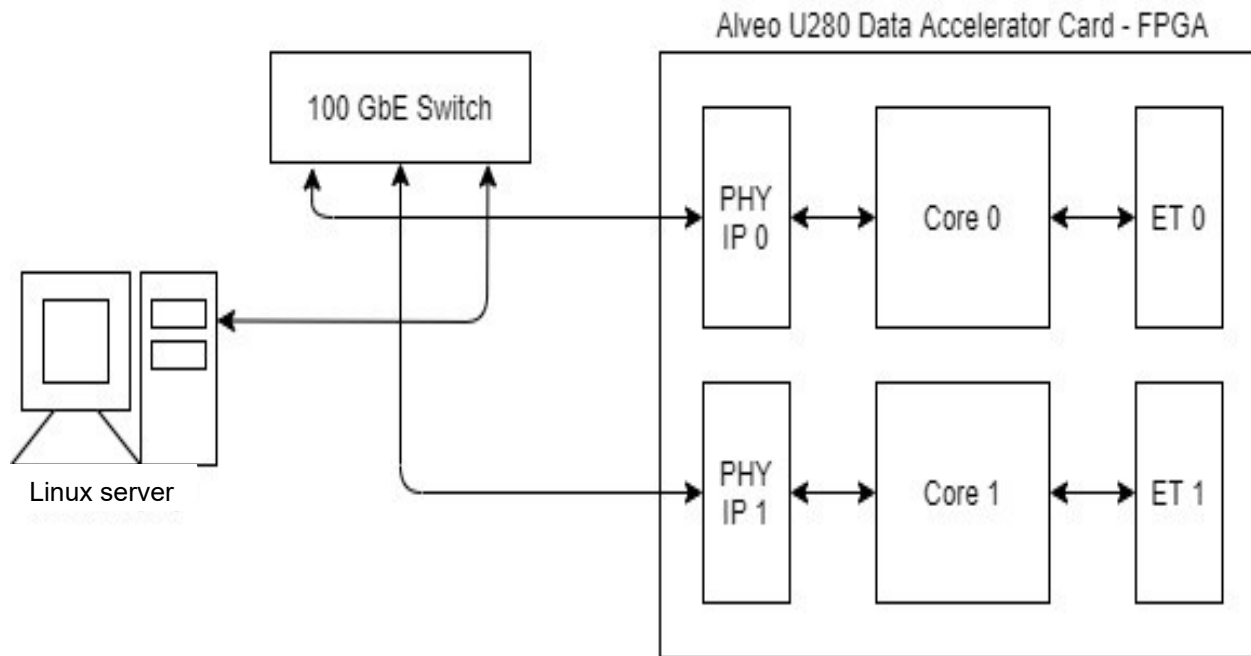 Alveo U280 Data Accelerator Card - FPGA
100 GbE Switch
PHY
IP 0
Core 0
ET 0
Linux server
PHY
IP 1
Core 1
ET 1